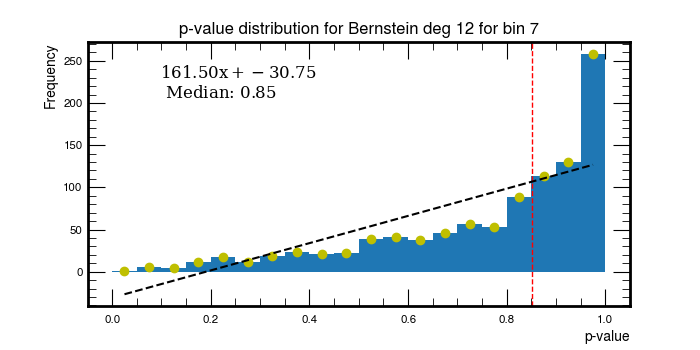 p-value distribution for Bernstein deg 12 for bin 7
Frequency
250
200
150
100
50
0
161.50x + −30.75
Median: 0.85
0.0 0.2 0.4 0.6 0.8 1.0
p-value